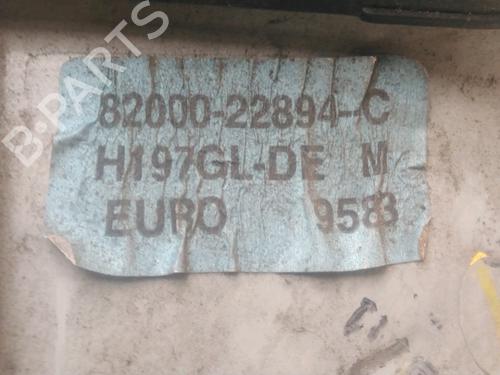 B-PARTS
82000-22894-C
H197GL-DE M
EURO 9583